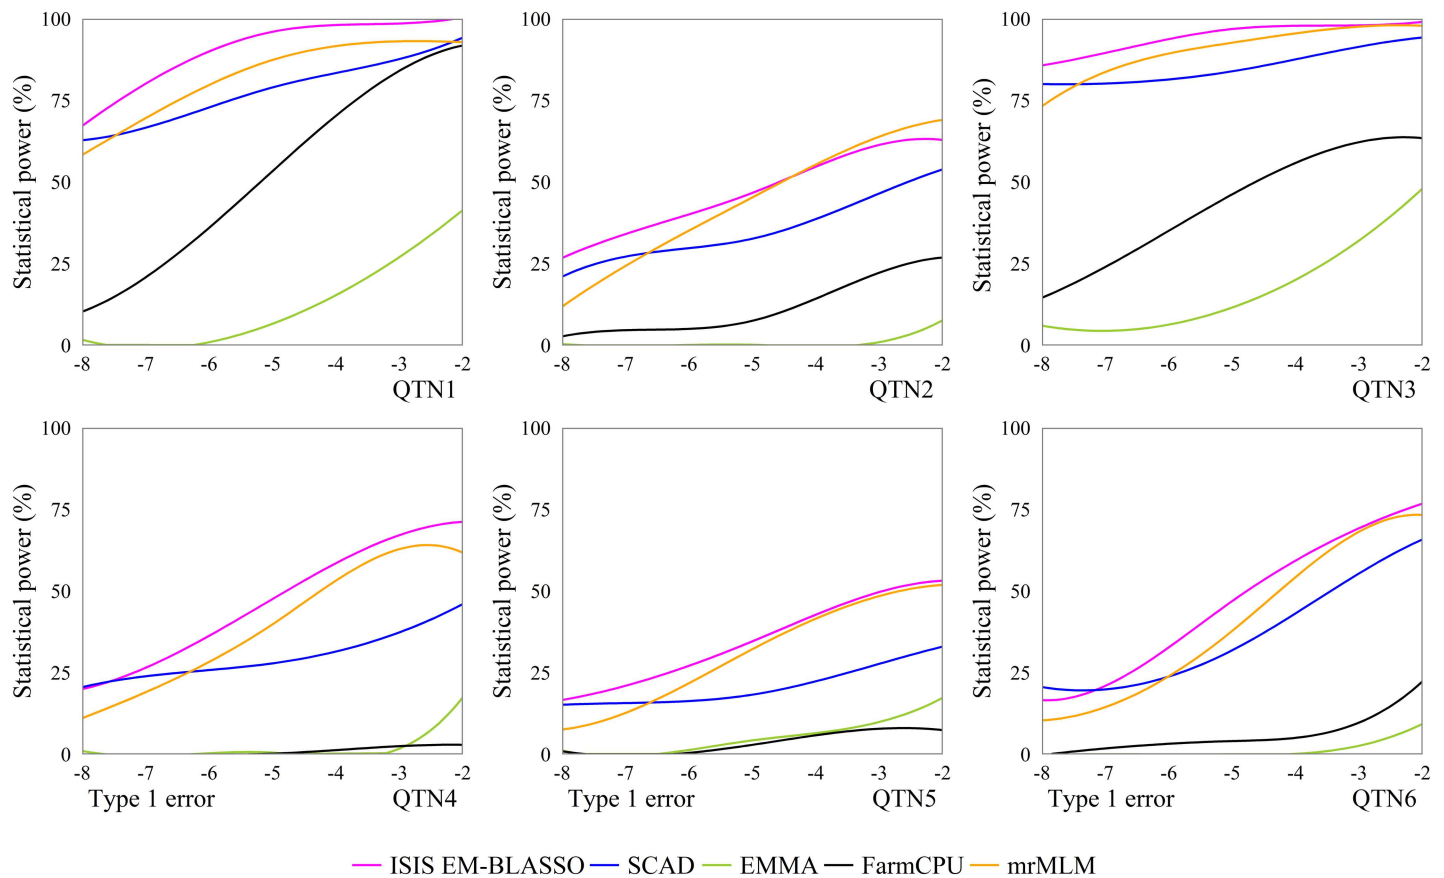 Statistical power (%)
100
75
50
25
0
-8 -7 -6 -5 -4 -3 -2
QTN1
Statistical power (%)
100
75
50
25
0
-8 -7 -6 -5 -4 -3 -2
QTN2
Statistical power (%)
100
75
50
25
0
-8 -7 -6 -5 -4 -3 -2
QTN3
Statistical power (%)
100
75
50
25
0
-8 -7 -6 -5 -4 -3 -2
Type 1 error QTN4
Statistical power (%)
100
75
50
25
0
-8 -7 -6 -5 -4 -3 -2
Type 1 error QTN5
Statistical power (%)
100
75
50
25
0
-8 -7 -6 -5 -4 -3 -2
Type 1 error QTN6
ISIS EM-BLASSO SCAD EMMA FarmCPU mrMLM